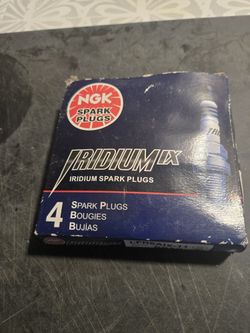 NGK
SPARK
PLUGS
IRIDIUM IX
IRIDIUM SPARK PLUGS
4
SPARK PLUGS
BOUGIES
BUJÍAS